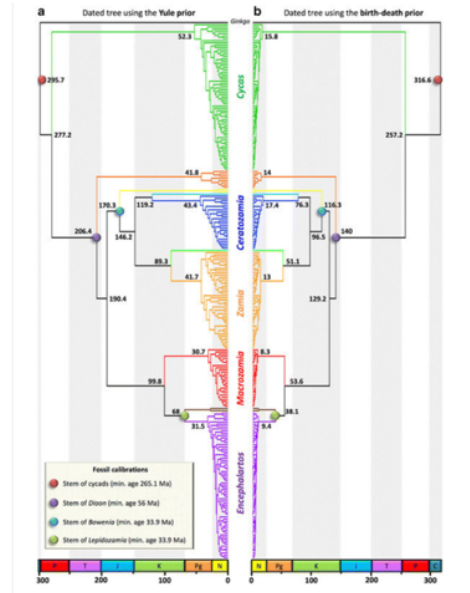 a Dated tree using the Yule prior
b Dated tree using the birth-death prior
Ginkgo
52.3
15.8
295.7
316.6
Cycas
277.2
257.2
41.8
14
170.3
119.2
43.4
17.4
76.3
116.3
Ceratozamia
206.4
146.2
96.5
140
89.3
51.1
41.7
13
Zamia
190.4
129.2
30.7
8.3
Macrozamia
99.8
53.6
68
38.1
31.5
9.4
Encephalartos
Fossil calibrations
Stem of cycads (min. age 265.1 Ma)
Stem of Dioon (min. age 56 Ma)
Stem of Bowenia (min. age 33.9 Ma)
Stem of Lepidozamia (min. age 33.9 Ma)
P T J K Pg N
N Pg K J T P C
300 200 100 0
0 100 200 300